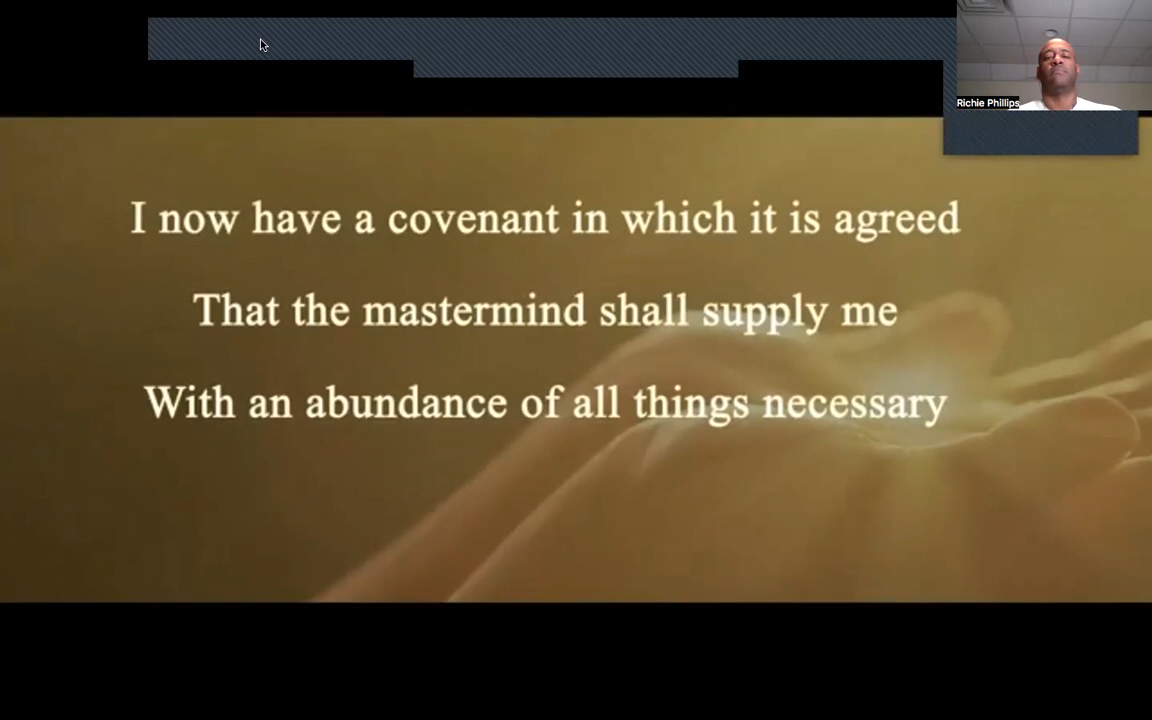 Richie Phillips
I now have a covenant in which it is agreed
That the mastermind shall supply me
With an abundance of all things necessary